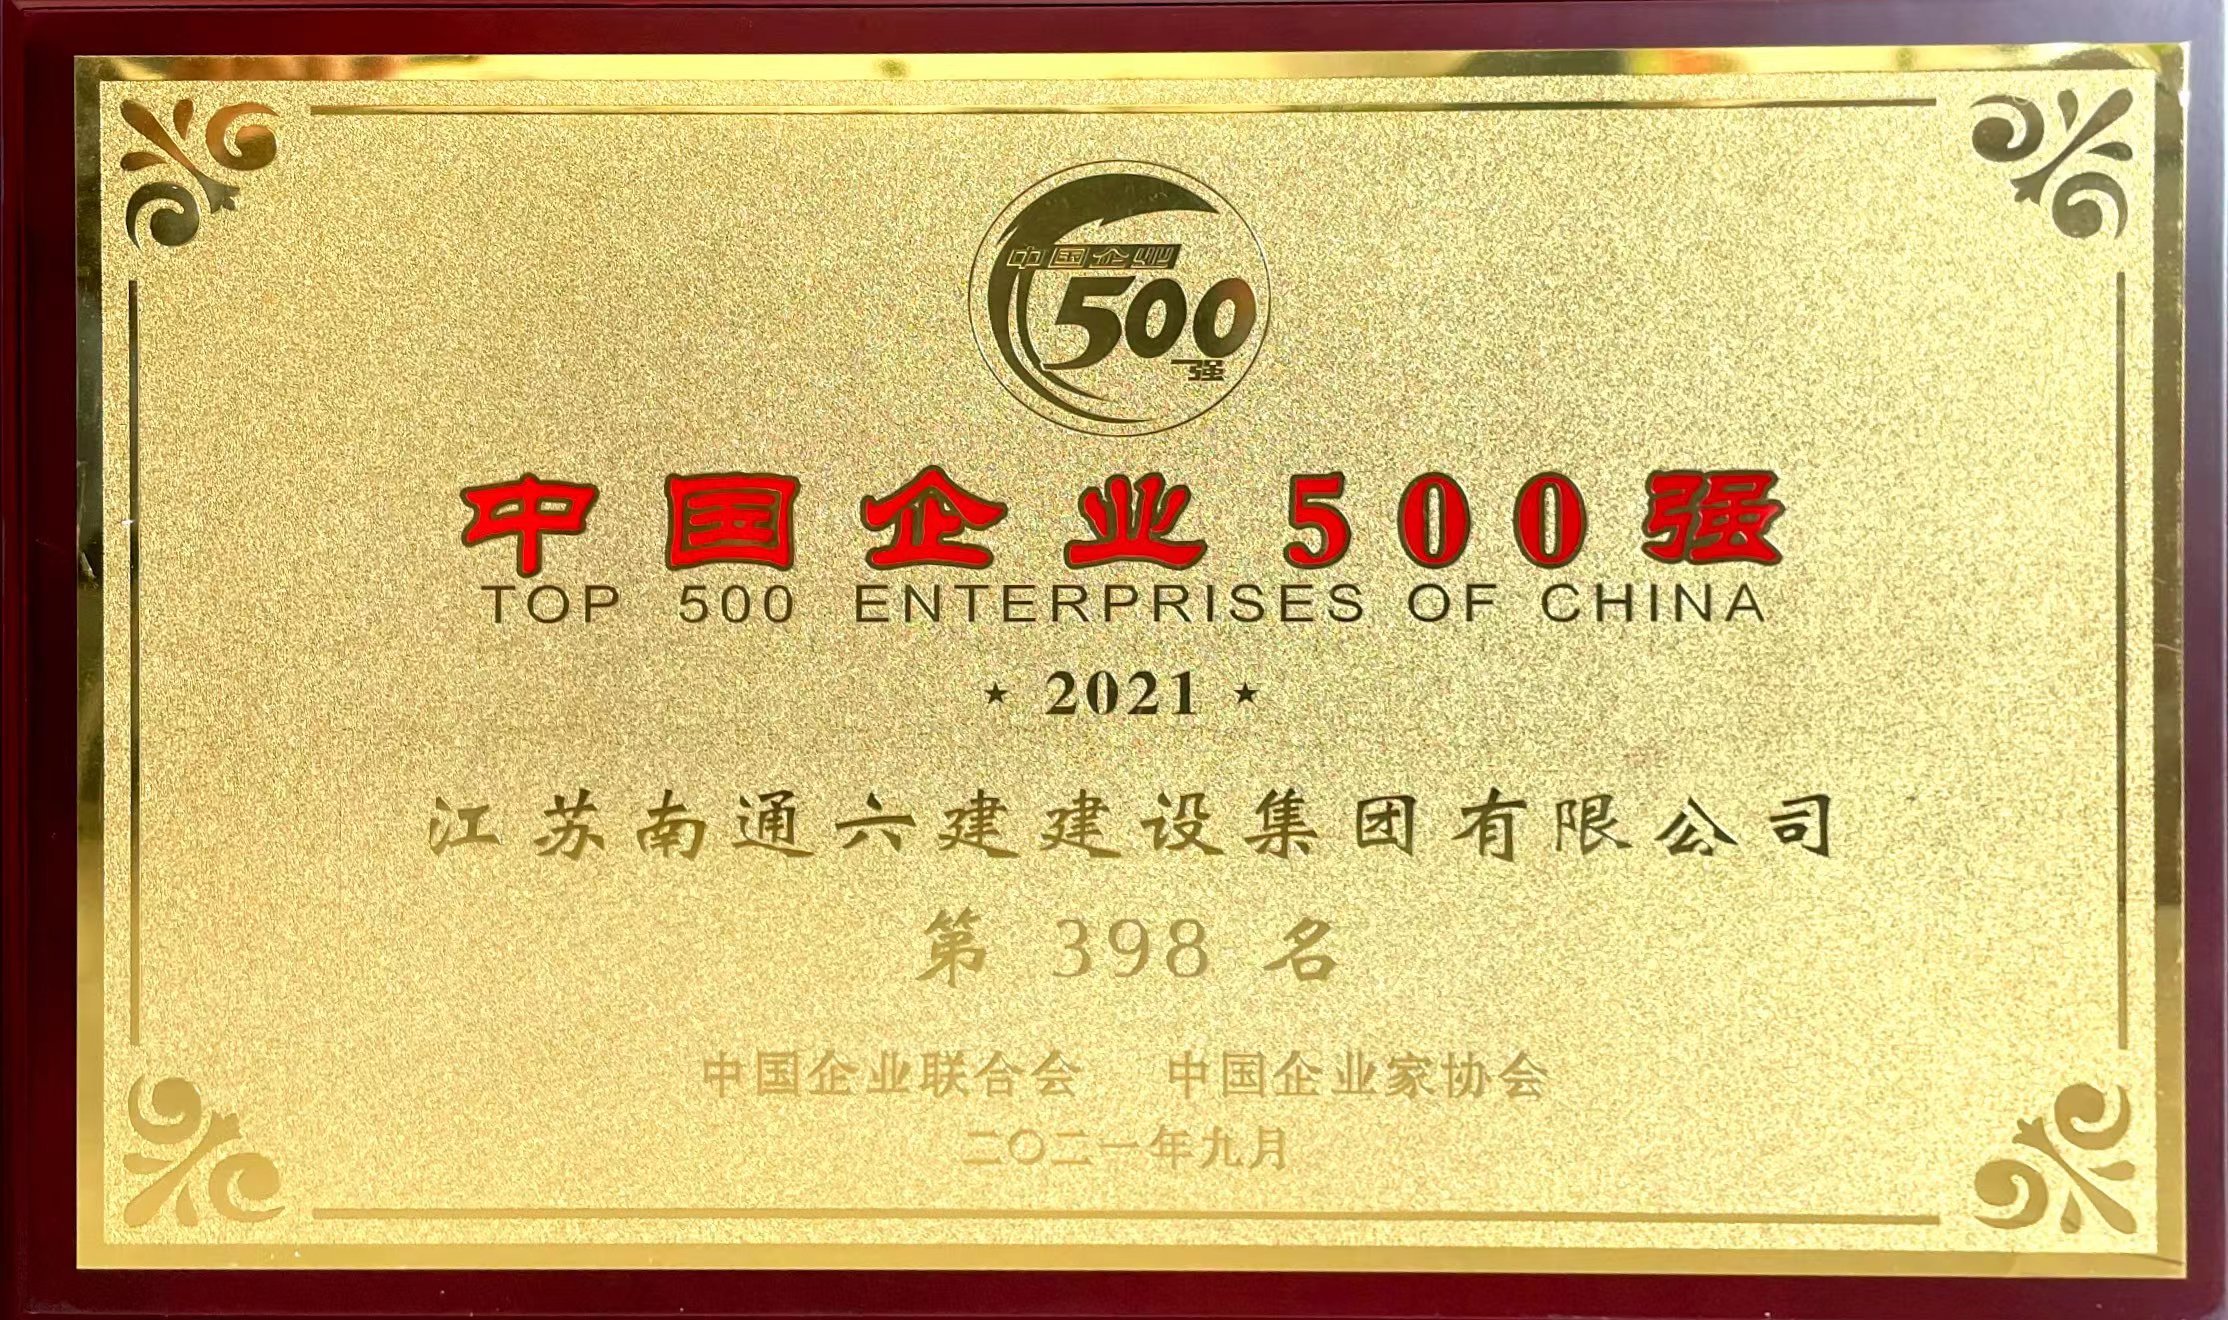 中国企业
500
强
中国企业500强
TOP 500 ENTERPRISES OF CHINA
★ 2021 ★
江苏南通六建建设集团有限公司
第 398 名
中国企业联合会 中国企业家协会
二〇二一年九月